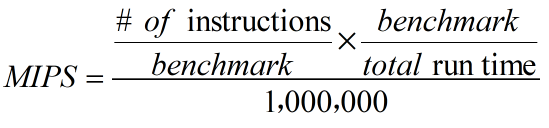 # of instructions benchmark
× 
benchmark total run time
MIPS =
1,000,000